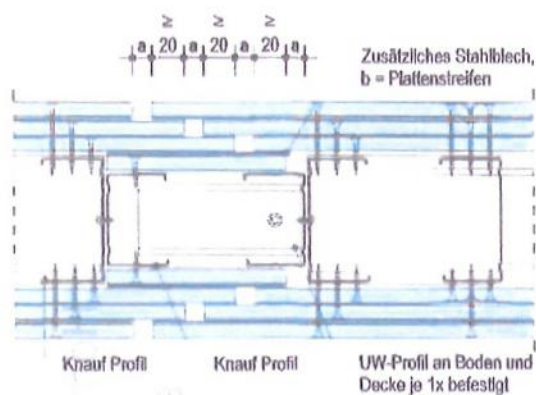 ≥ ≥ ≥
a 20 a 20 a 20 a
Zusätzliches Stahlblech,
b = Plattenstreifen
Knauf Profil
Knauf Profil
UW-Profil an Boden und
Decke je 1x befestigt